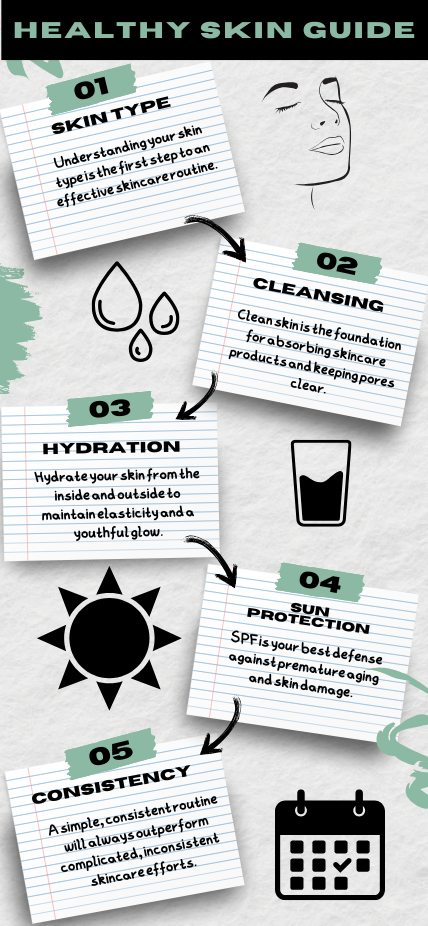 HEALTHY SKIN GUIDE
01
SKIN TYPE
Understanding your skin
type is the first step to an
effective skincare routine.
02
CLEANSING
Clean skin is the foundation
for absorbing skincare
products and keeping pores
clear.
03
HYDRATION
Hydrate your skin from the
inside and outside to
maintain elasticity and a
youthful glow.
04
SUN
PROTECTION
SPF is your best defense
against premature aging
and skin damage.
05
CONSISTENCY
A simple, consistent routine
will always outperform
complicated, inconsistent
skincare efforts.